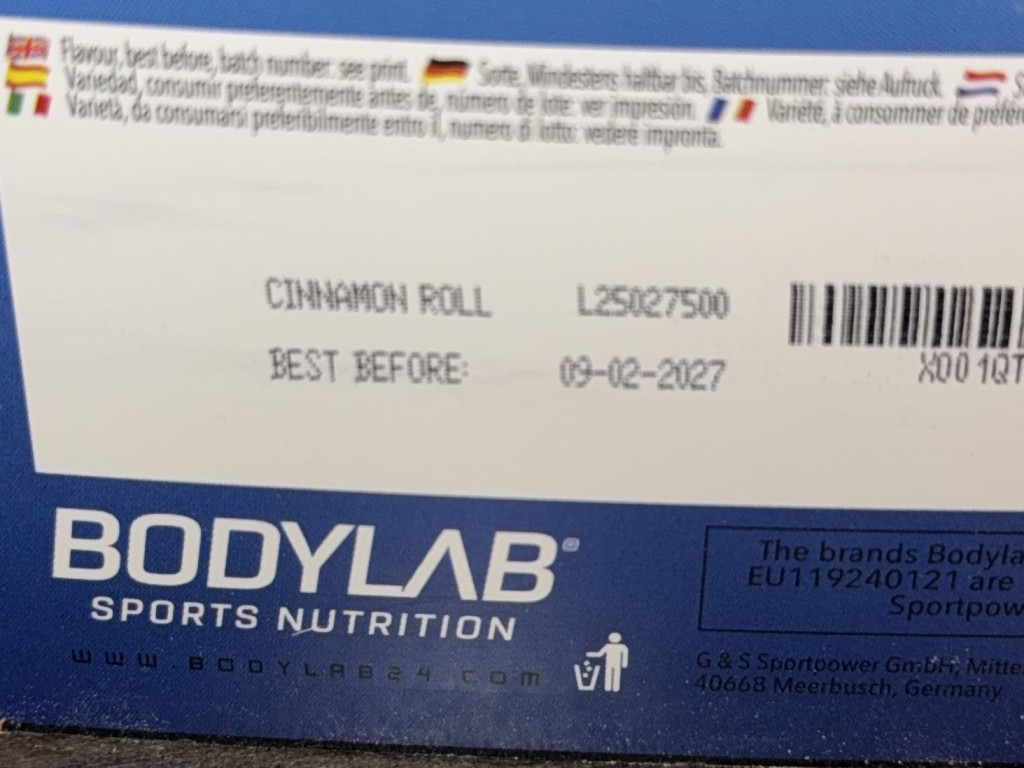 Flavour, best before, batch number: see print. Sorte, Mindestens haltbar bis, Batchnummer: siehe Aufruck. S
Variedad, consumir preferentemente antes de, número de lote: ver impresión. Variété, à consommer de préfére
Varietà, da consumarsi preferibilmente entro il, numero di lotto: vedere impronta.
CINNAMON ROLL L25027500
BEST BEFORE: 09-02-2027
X001QT
BODYLAB®
SPORTS NUTRITION
WWW.BODYLAB24.COM
The brands Bodyla
EU119240121 are
Sportpow
G & S Sportpower GmbH, Mitte
40668 Meerbusch, Germany